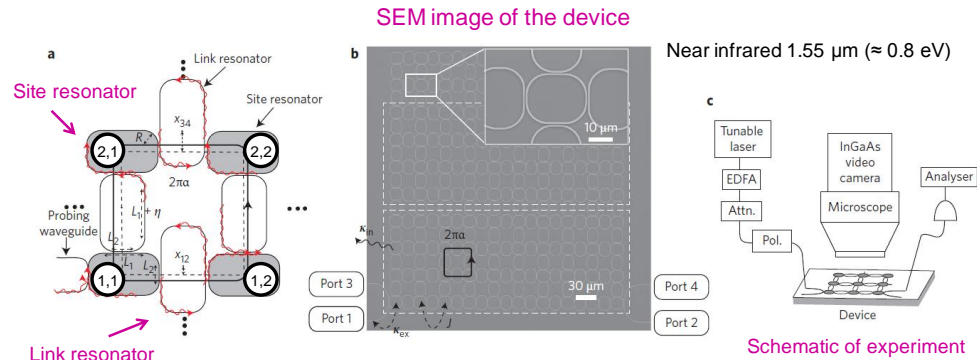 SEM image of the device
Near infrared 1.55 µm (≈ 0.8 eV)
a
Link resonator
Site resonator
Site resonator
R
x34
2,1
2,2
2πα
L1 + η
Probing
waveguide
L2
L1
L2
x12
1,1
1,2
Link resonator
b
10 µm
κin
2πα
30 µm
Port 3
Port 1
κex
J
Port 4
Port 2
c
Tunable
laser
EDFA
Attn.
Pol.
InGaAs
video
camera
Microscope
Analyser
Device
Schematic of experiment